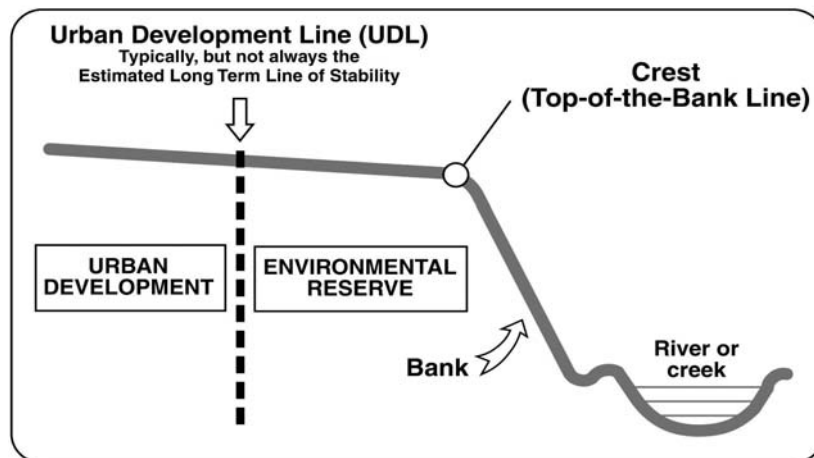 Urban Development Line (UDL)
Typically, but not always the
Estimated Long Term Line of Stability
Crest
(Top-of-the-Bank Line)
URBAN
DEVELOPMENT
ENVIRONMENTAL
RESERVE
Bank
River or
creek